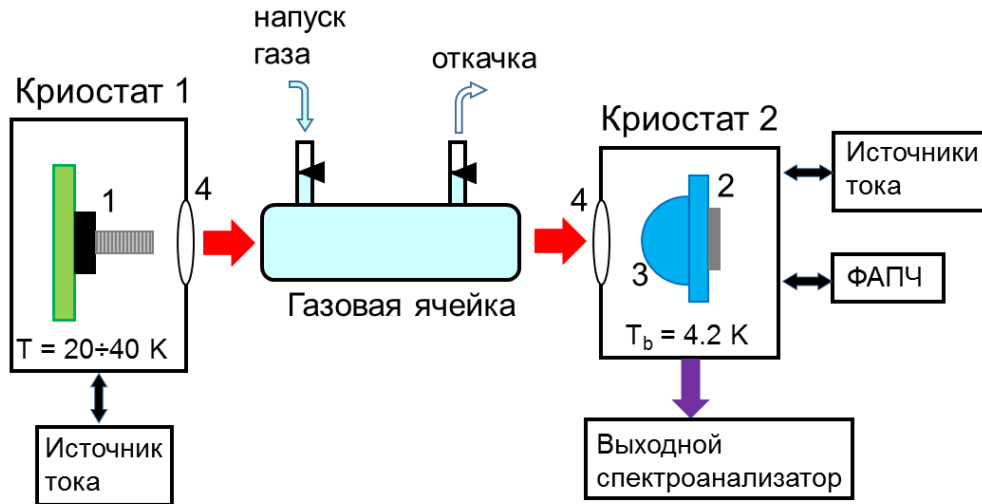 напуск
газа
откачка
Криостат 1
Криостат 2
1
4
T = 20÷40 K
Источник
тока
Газовая ячейка
4
2
3
T_b = 4.2 K
Источники
тока
ФАПЧ
Выходной
спектроанализатор